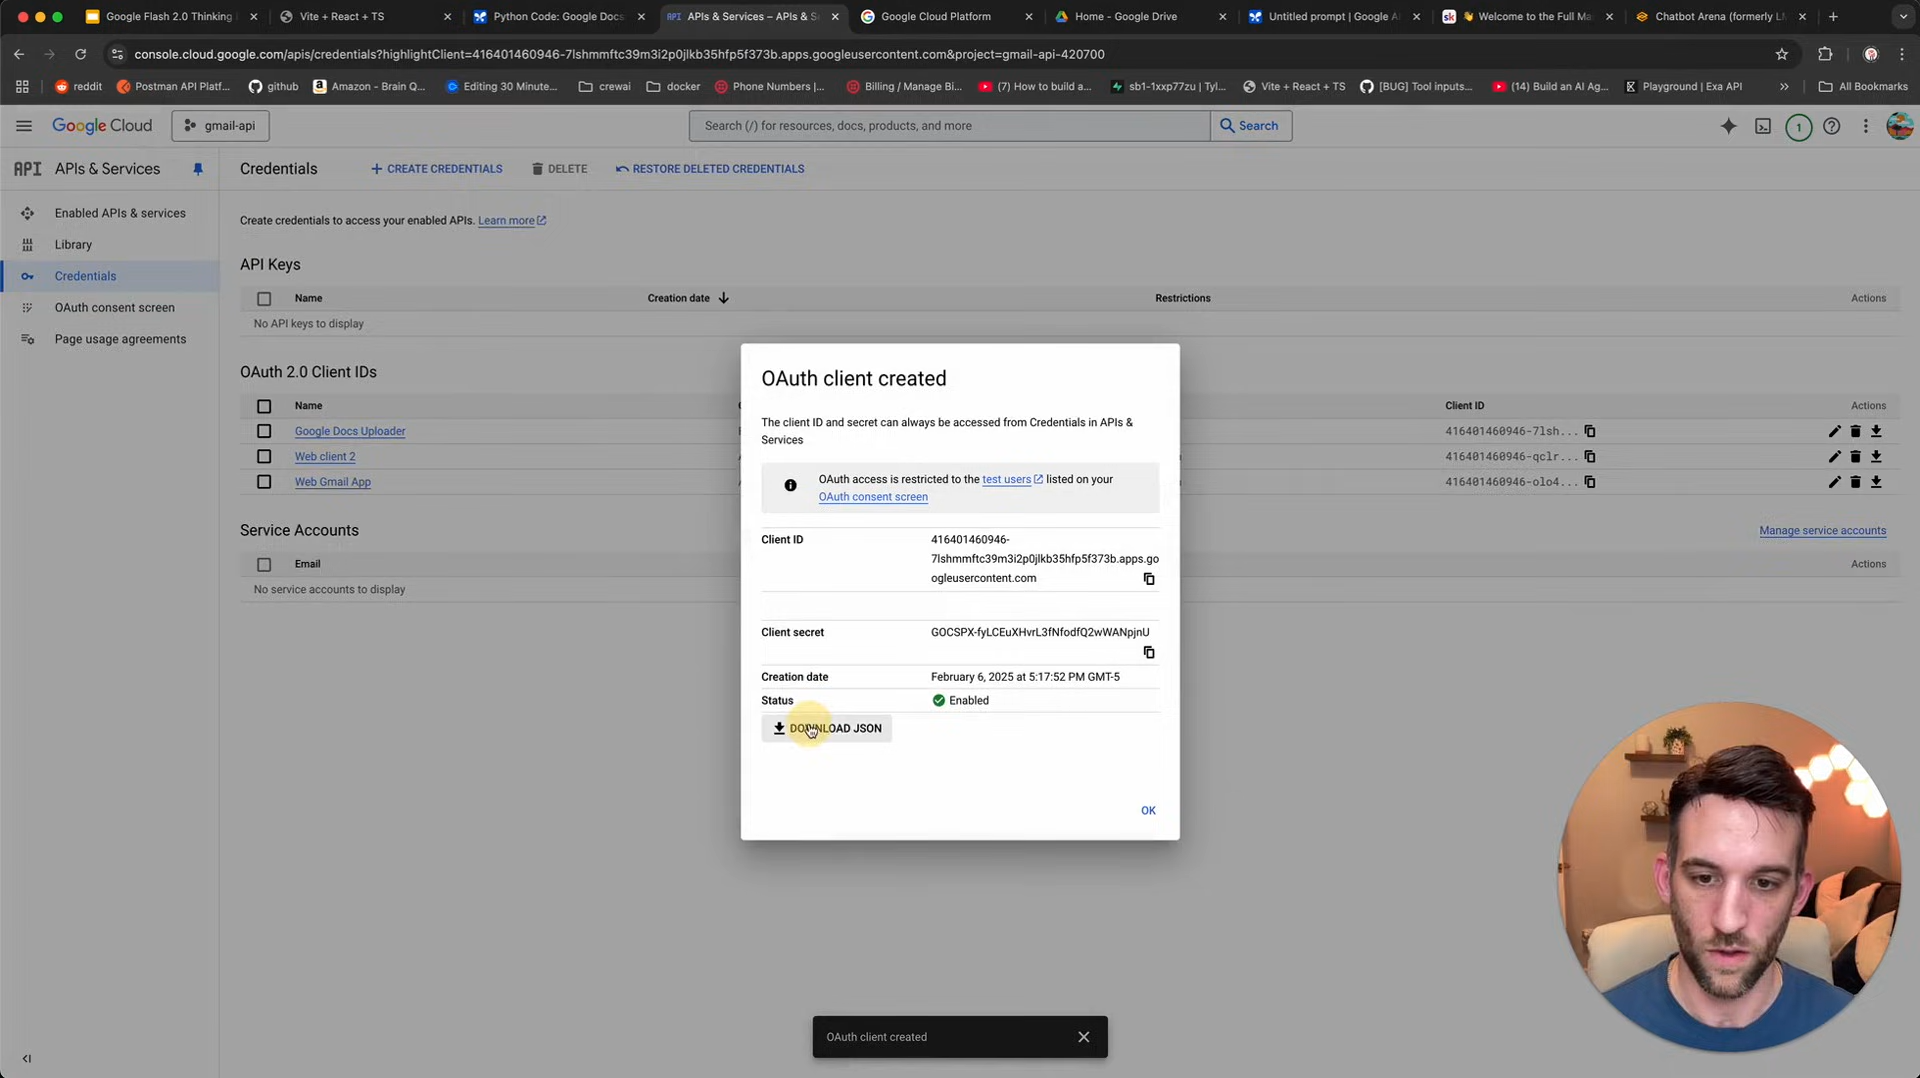 Google Flash 2.0 Thinking
Vite + React + TS
Python Code: Google Docs
API APIs & Services – APIs & S
Google Cloud Platform
Home - Google Drive
Untitled prompt | Google A
Welcome to the Full Ma
Chatbot Arena (formerly LM
console.cloud.google.com/apis/credentials?highlightClient=416401460946-7lshmmftc39m3i2p0jlkb35hfp5f373b.apps.googleusercontent.com&project=gmail-api-420700
reddit
Postman API Platf...
github
Amazon - Brain Q...
Editing 30 Minute...
crewai
docker
Phone Numbers |...
Billing / Manage Bi...
(7) How to build a...
sb1-1xxp77zu | Tyl...
Vite + React + TS
[BUG] Tool inputs...
(14) Build an AI Ag...
Playground | Exa API
All Bookmarks
Google Cloud
gmail-api
Search (/) for resources, docs, products, and more
Search
1
API APIs & Services
Credentials
CREATE CREDENTIALS
DELETE
RESTORE DELETED CREDENTIALS
Enabled APIs & services
Library
Credentials
OAuth consent screen
Page usage agreements
Create credentials to access your enabled APIs. Learn more
API Keys
Name
Creation date
Restrictions
Actions
No API keys to display
OAuth 2.0 Client IDs
Name
Client ID
Actions
Google Docs Uploader
416401460946-7lsh...
Web client 2
416401460946-qclr...
Web Gmail App
416401460946-olo4...
Service Accounts
Manage service accounts
Email
Actions
No service accounts to display
OAuth client created
The client ID and secret can always be accessed from Credentials in APIs &
Services
OAuth access is restricted to the test users listed on your
OAuth consent screen
Client ID
416401460946-
7lshmmftc39m3i2p0jlkb35hfp5f373b.apps.go
ogleusercontent.com
Client secret
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
Creation date
February 6, 2025 at 5:17:52 PM GMT-5
Status
Enabled
DOWNLOAD JSON
OK
OAuth client created